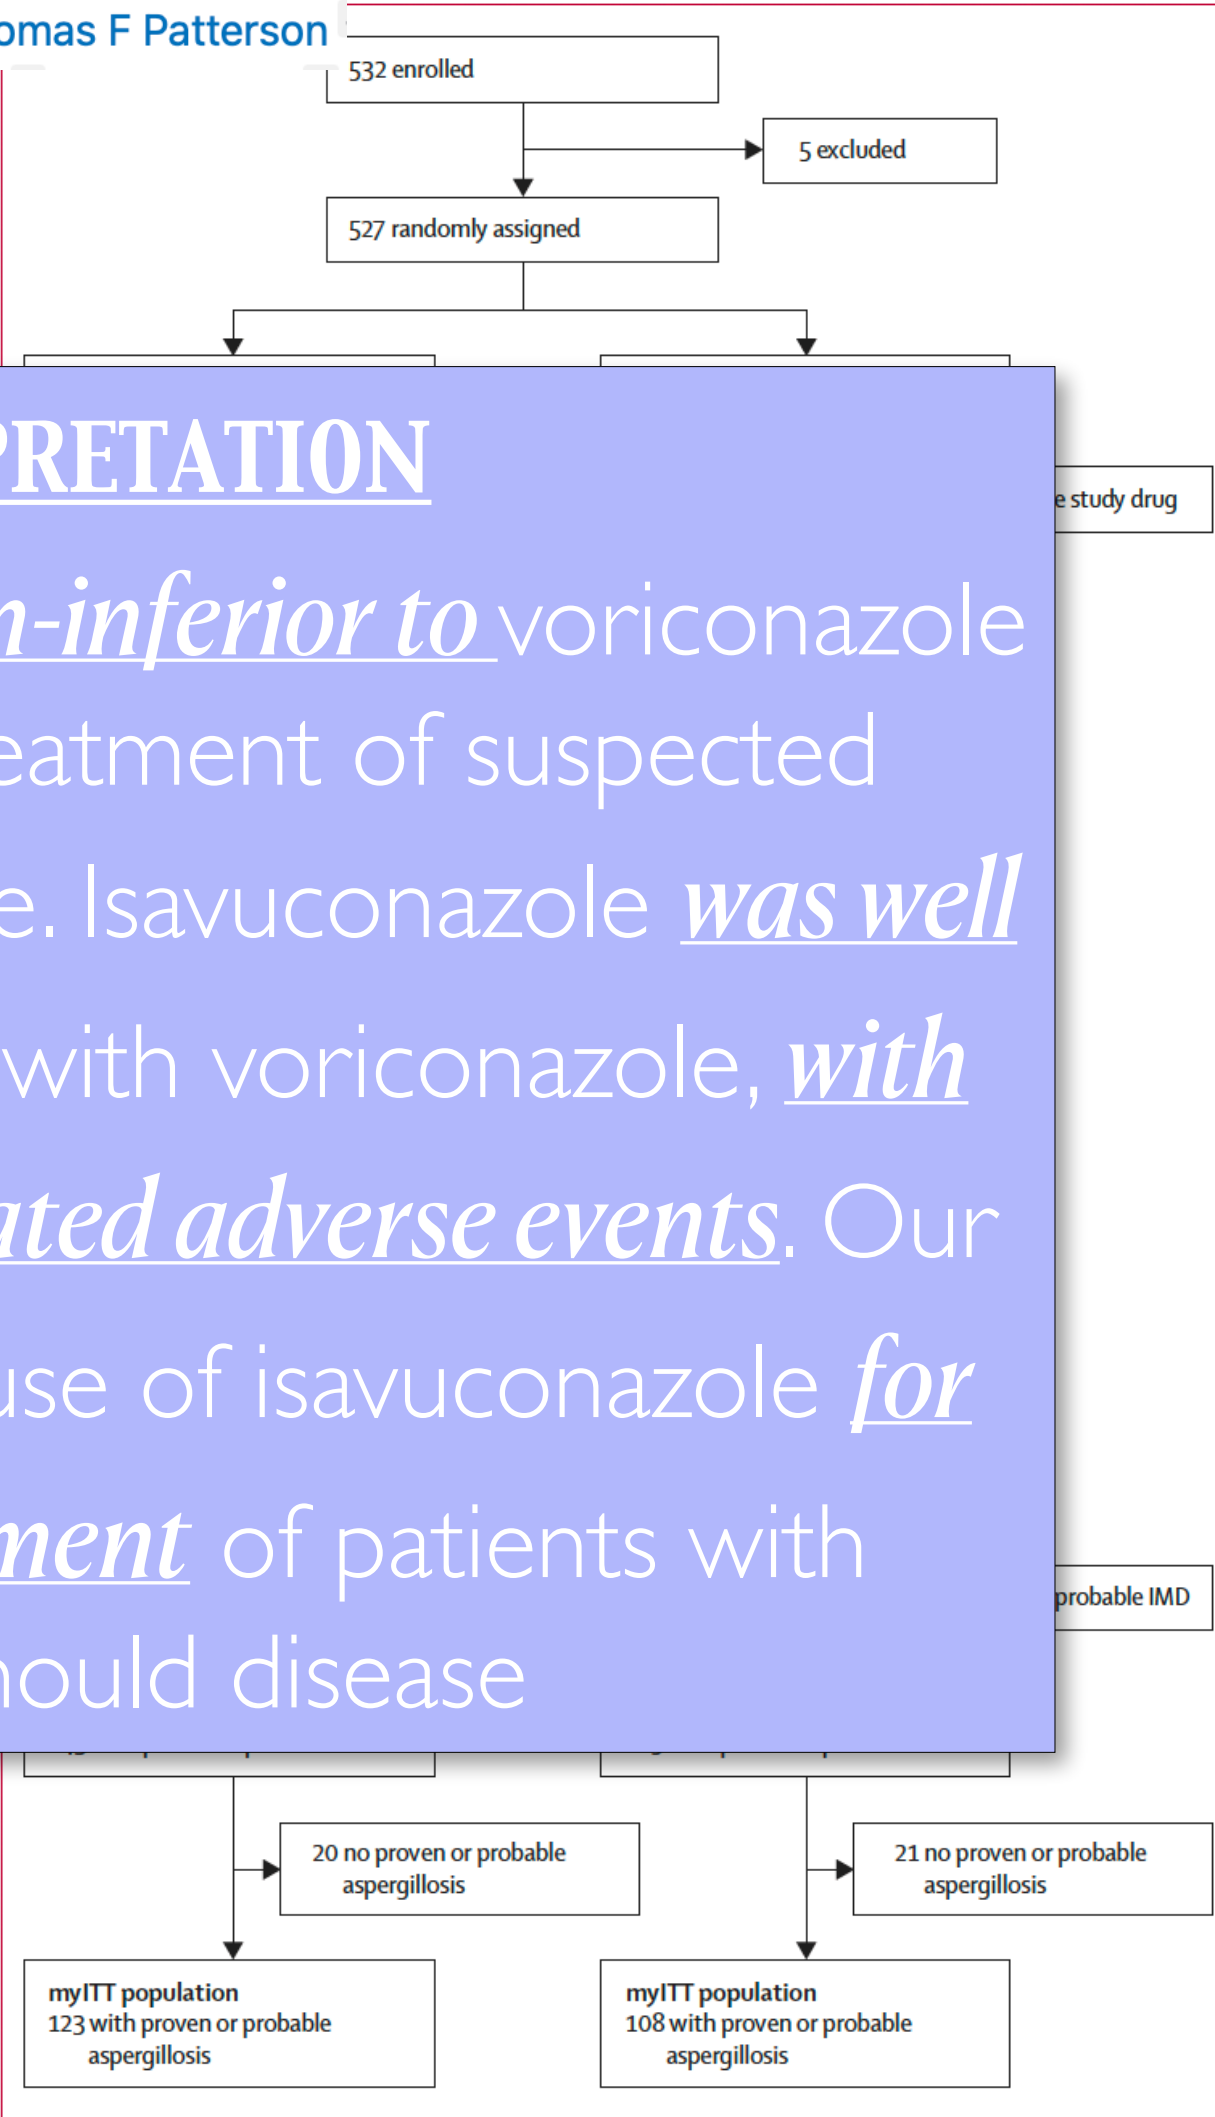 omas F Patterson
532 enrolled
5 excluded
527 randomly assigned
PRETATION
e study drug
n-inferior to voriconazole
eatment of suspected
e. Isavuconazole was well
with voriconazole, with
ated adverse events. Our
use of isavuconazole for
ment of patients with
probable IMD
ould disease
20 no proven or probable
aspergillosis
21 no proven or probable
aspergillosis
myITT population
123 with proven or probable
aspergillosis
myITT population
108 with proven or probable
aspergillosis